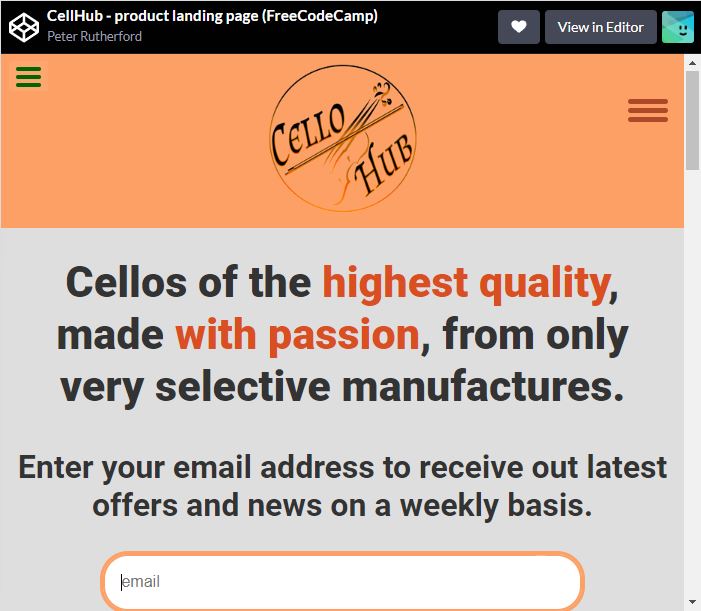 CellHub - product landing page (FreeCodeCamp)
Peter Rutherford
View in Editor
CELLO
HUB
Cellos of the highest quality,
made with passion, from only
very selective manufactures.
Enter your email address to receive out latest
offers and news on a weekly basis.
email